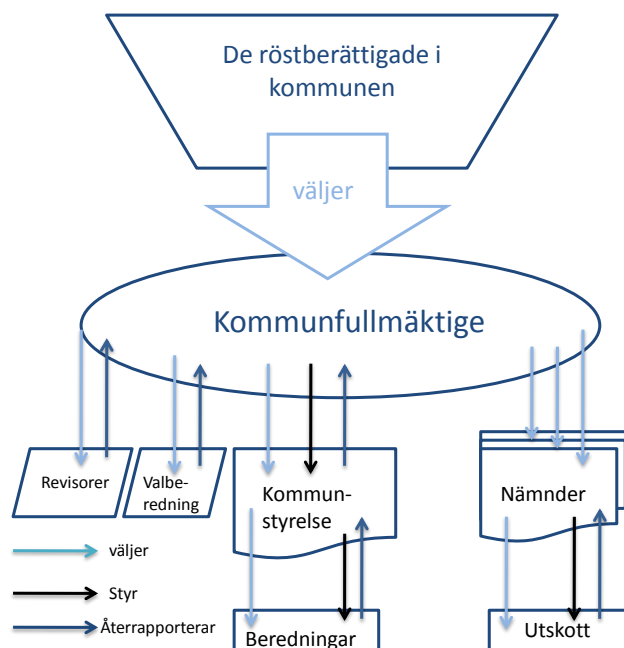 De röstberättigade i
kommunen
väljer
Kommunfullmäktige
Revisorer
Valbe-
redning
Kommun-
styrelse
Nämnder
väljer
Styr
Återrapporterar
Beredningar
Utskott